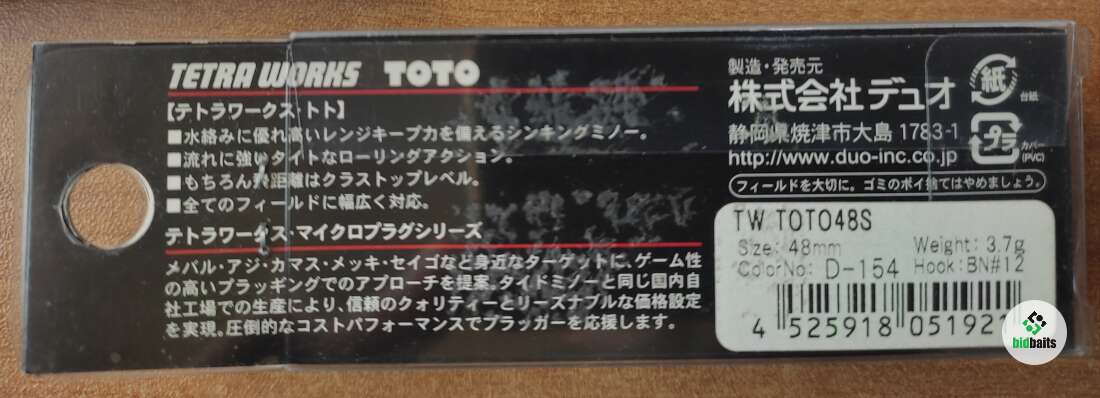 TETRA WORKS TOTO
【テトラワークス トト】
■水絡みに優れ高いレンジキープ力を備えるシンキングミノー。
■流れに強いタイトなローリングアクション。
■もちろん飛距離はクラストップレベル。
■全てのフィールドに幅広く対応。
テトラワークス・マイクロプラグシリーズ
メバル・アジ・カマス・メッキ・セイゴなど身近なターゲットに、ゲーム性
の高いプラッギングでのアプローチを提案。タイドミノーと同じ国内自
社工場での生産により、信頼のクォリティーとリーズナブルな価格設定
を実現。圧倒的なコストパフォーマンスでプラッガーを応援します。
製造・発売元
株式会社デュオ
静岡県焼津市大島 1783-1
http://www.duo-inc.co.jp
紙
台紙
プラ
カバー
(PVC)
フィールドを大切に。ゴミのポイ捨てはやめましょう。
TW TOTO48S
Size: 48mm Weight: 3.7g
ColorNo: D-154 Hook: BN#12
4 525918 051921
bidbaits